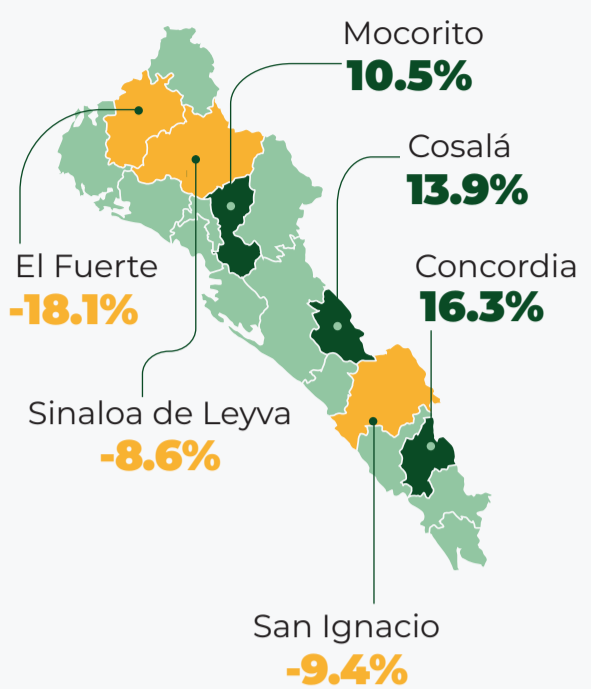 Mocorito
10.5%
Cosalá
13.9%
Concordia
16.3%
El Fuerte
-18.1%
Sinaloa de Leyva
-8.6%
San Ignacio
-9.4%